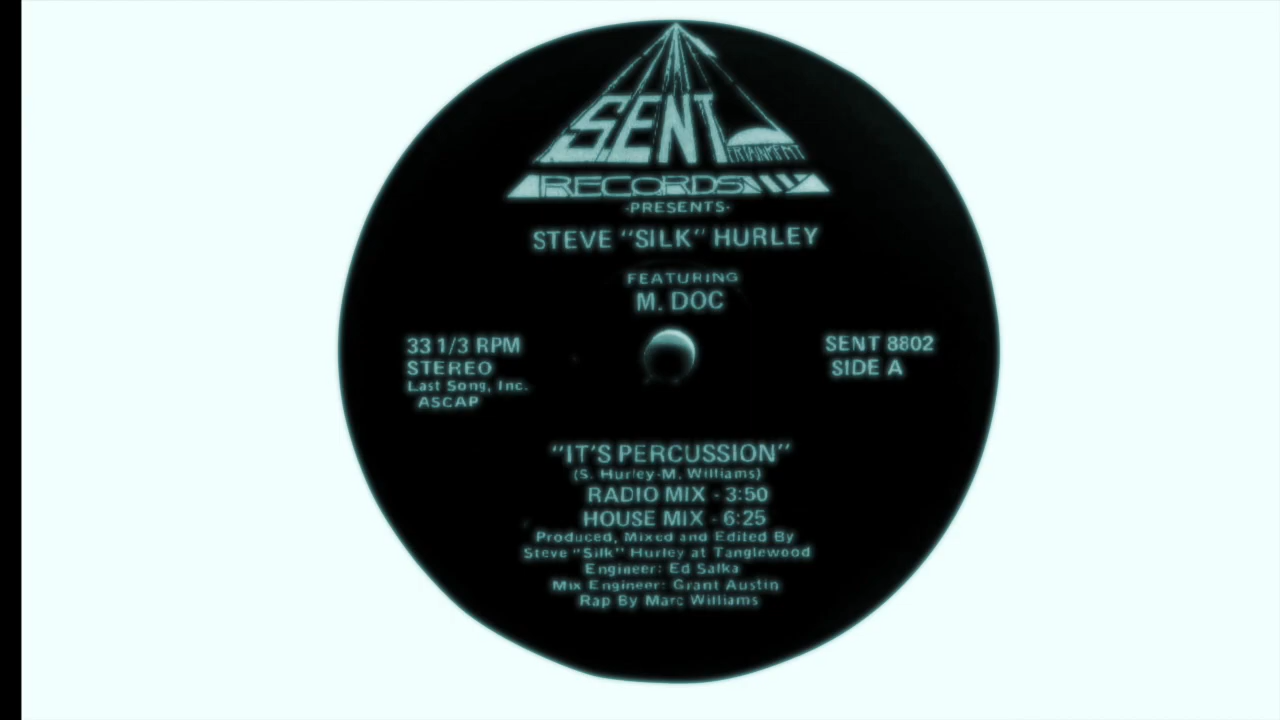 SENT
ERTAINMENT
RECORDS
-PRESENTS-
STEVE "SILK" HURLEY
FEATURING
M. DOC
33 1/3 RPM
STEREO
Last Song, Inc.
ASCAP
SENT 8802
SIDE A
"IT'S PERCUSSION"
(S. Hurley-M. Williams)
RADIO MIX - 3:50
HOUSE MIX - 6:25
Produced, Mixed and Edited By
Steve "Silk" Hurley at Tanglewood
Engineer: Ed Salka
Mix Engineer: Grant Austin
Rap By Marc Williams